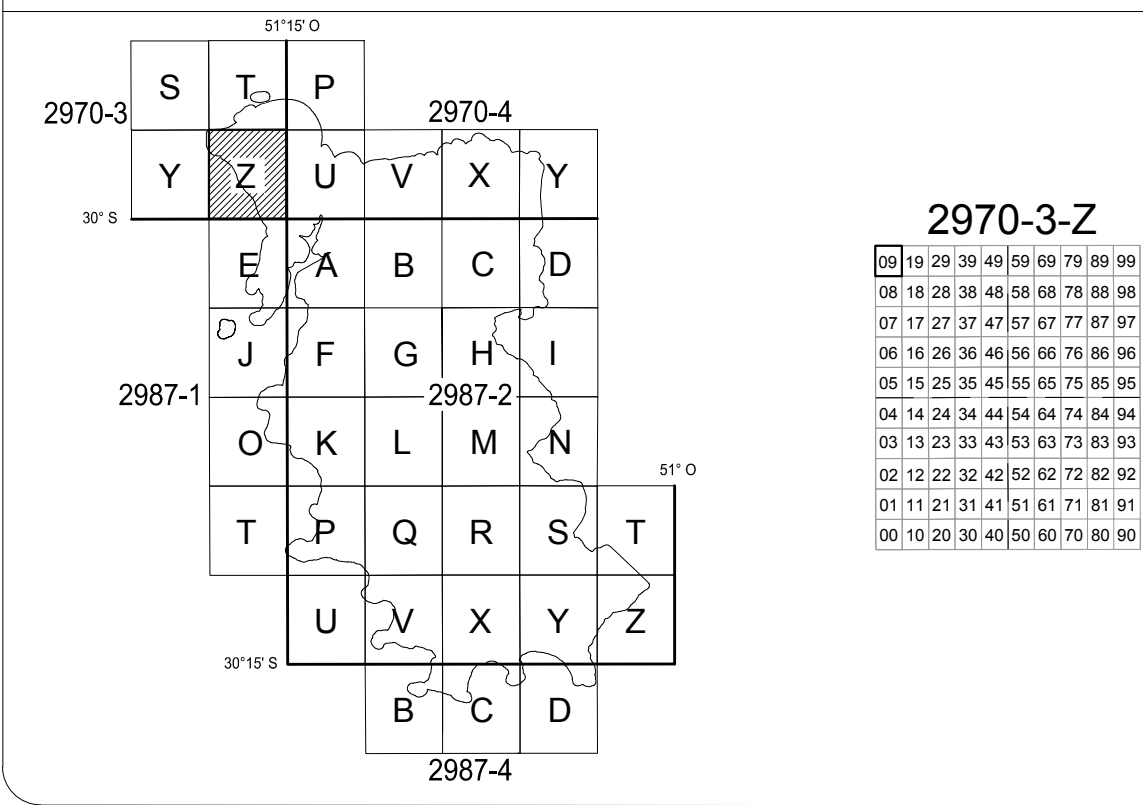 51°15' O
S T P
2970-3 2970-4
Y Z U V X Y
30° S
E A B C D
J F G H I
2987-1 2987-2
O K L M N
51° O
T P Q R S T
U V X Y Z
30°15' S
B C D
2987-4
2970-3-Z
09 19 29 39 49 59 69 79 89 99
08 18 28 38 48 58 68 78 88 98
07 17 27 37 47 57 67 77 87 97
06 16 26 36 46 56 66 76 86 96
05 15 25 35 45 55 65 75 85 95
04 14 24 34 44 54 64 74 84 94
03 13 23 33 43 53 63 73 83 93
02 12 22 32 42 52 62 72 82 92
01 11 21 31 41 51 61 71 81 91
00 10 20 30 40 50 60 70 80 90